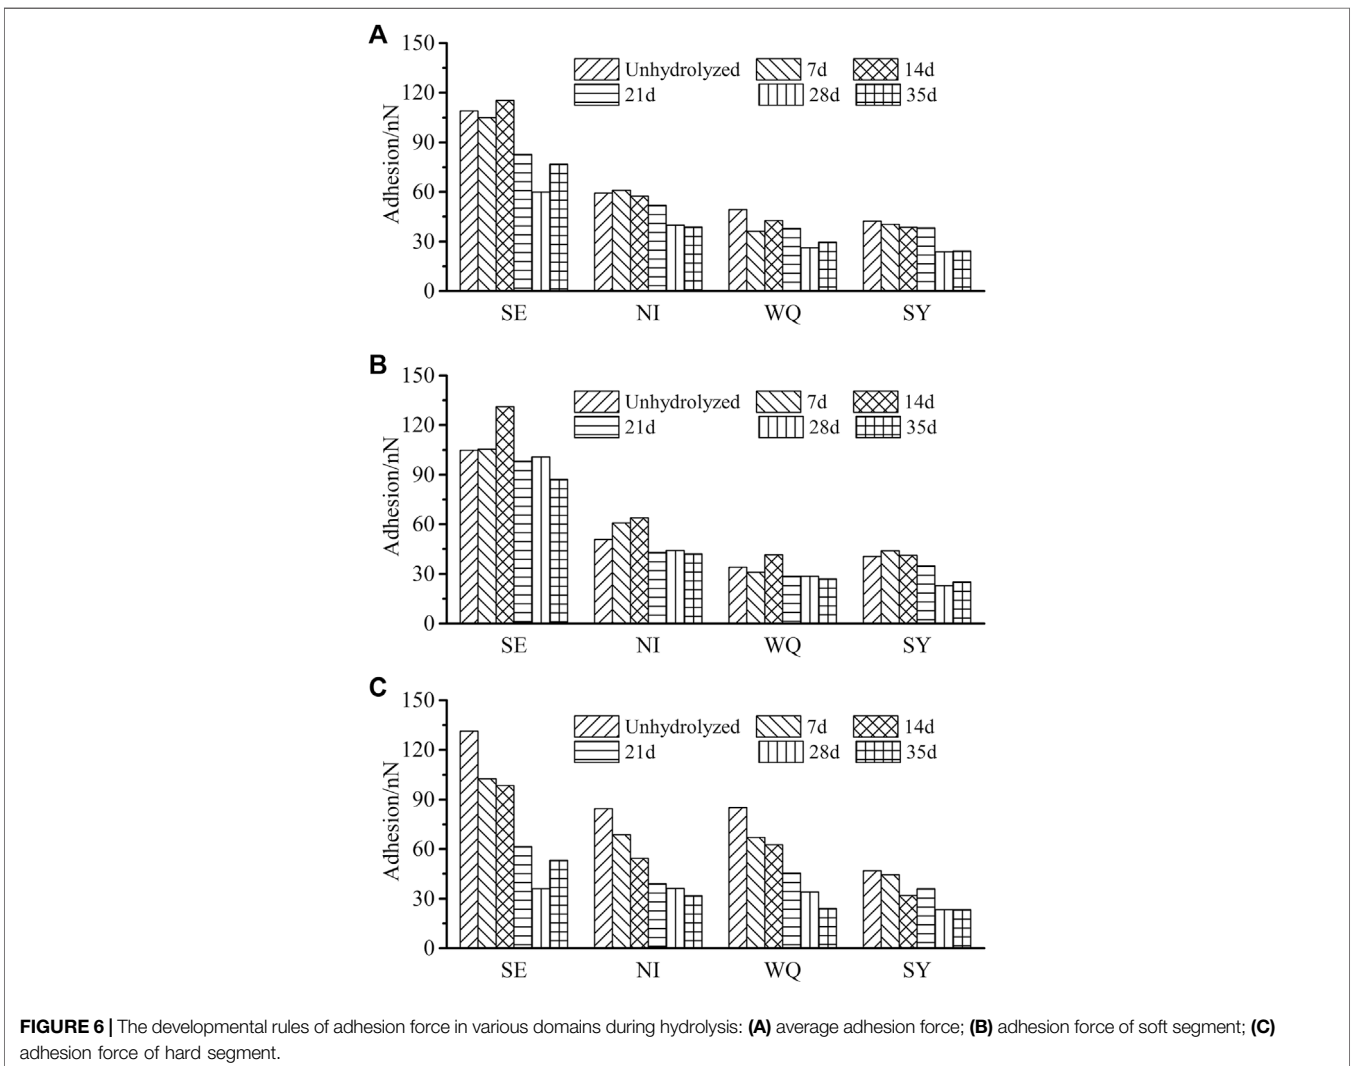 A
150
120
90
60
30
0
Adhesion/nN
Unhydrolyzed 7d 14d
21d 28d 35d
SE NI WQ SY
B
150
120
90
60
30
0
Adhesion/nN
Unhydrolyzed 7d 14d
21d 28d 35d
SE NI WQ SY
C
150
120
90
60
30
0
Adhesion/nN
Unhydrolyzed 7d 14d
21d 28d 35d
SE NI WQ SY
FIGURE 6 | The developmental rules of adhesion force in various domains during hydrolysis: (A) average adhesion force; (B) adhesion force of soft segment; (C)
adhesion force of hard segment.